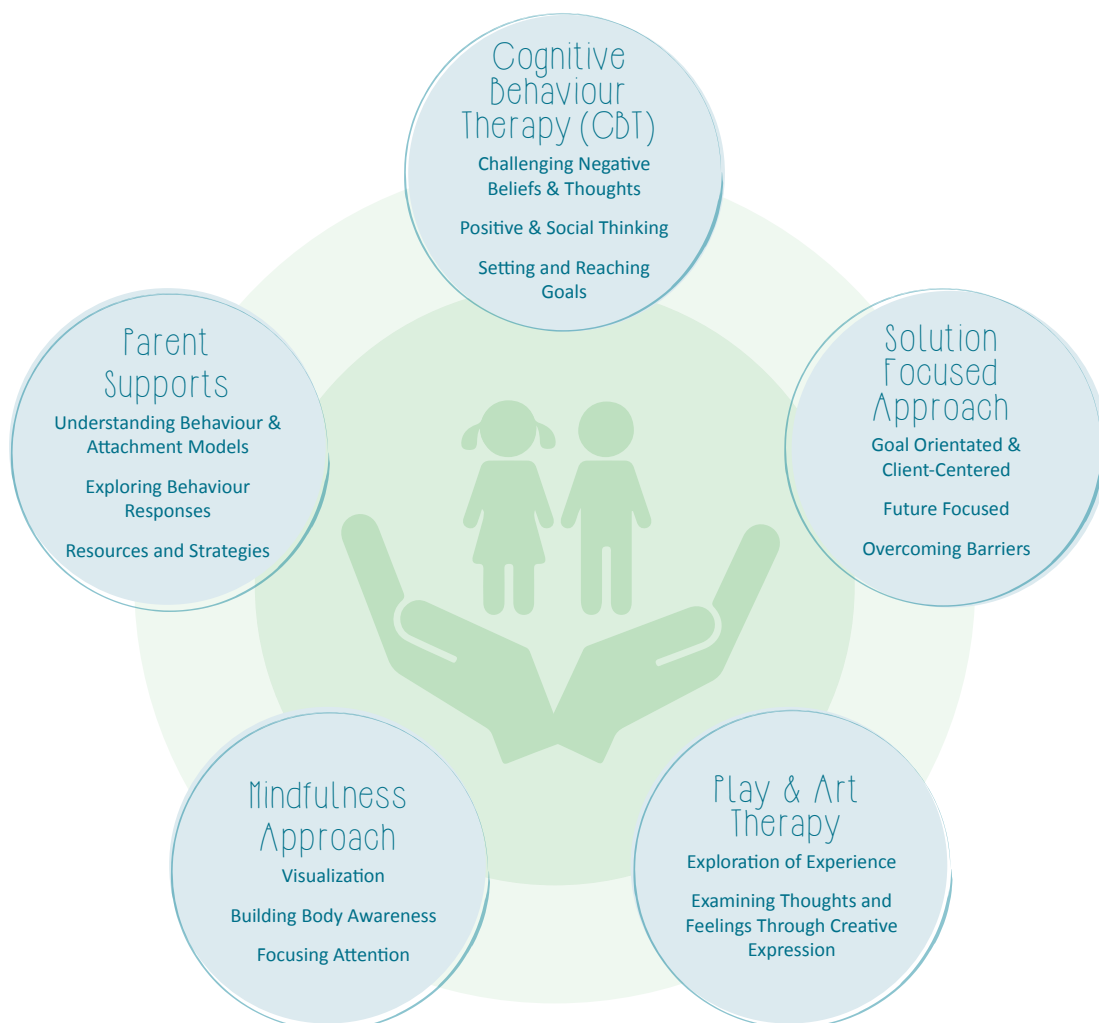 Cognitive
Behaviour
Therapy (CBT)
Challenging Negative
Beliefs & Thoughts
Positive & Social Thinking
Setting and Reaching
Goals
Parent
Supports
Understanding Behaviour &
Attachment Models
Exploring Behaviour
Responses
Resources and Strategies
Solution
Focused
Approach
Goal Orientated &
Client-Centered
Future Focused
Overcoming Barriers
Mindfulness
Approach
Visualization
Building Body Awareness
Focusing Attention
Play & Art
Therapy
Exploration of Experience
Examining Thoughts and
Feelings Through Creative
Expression